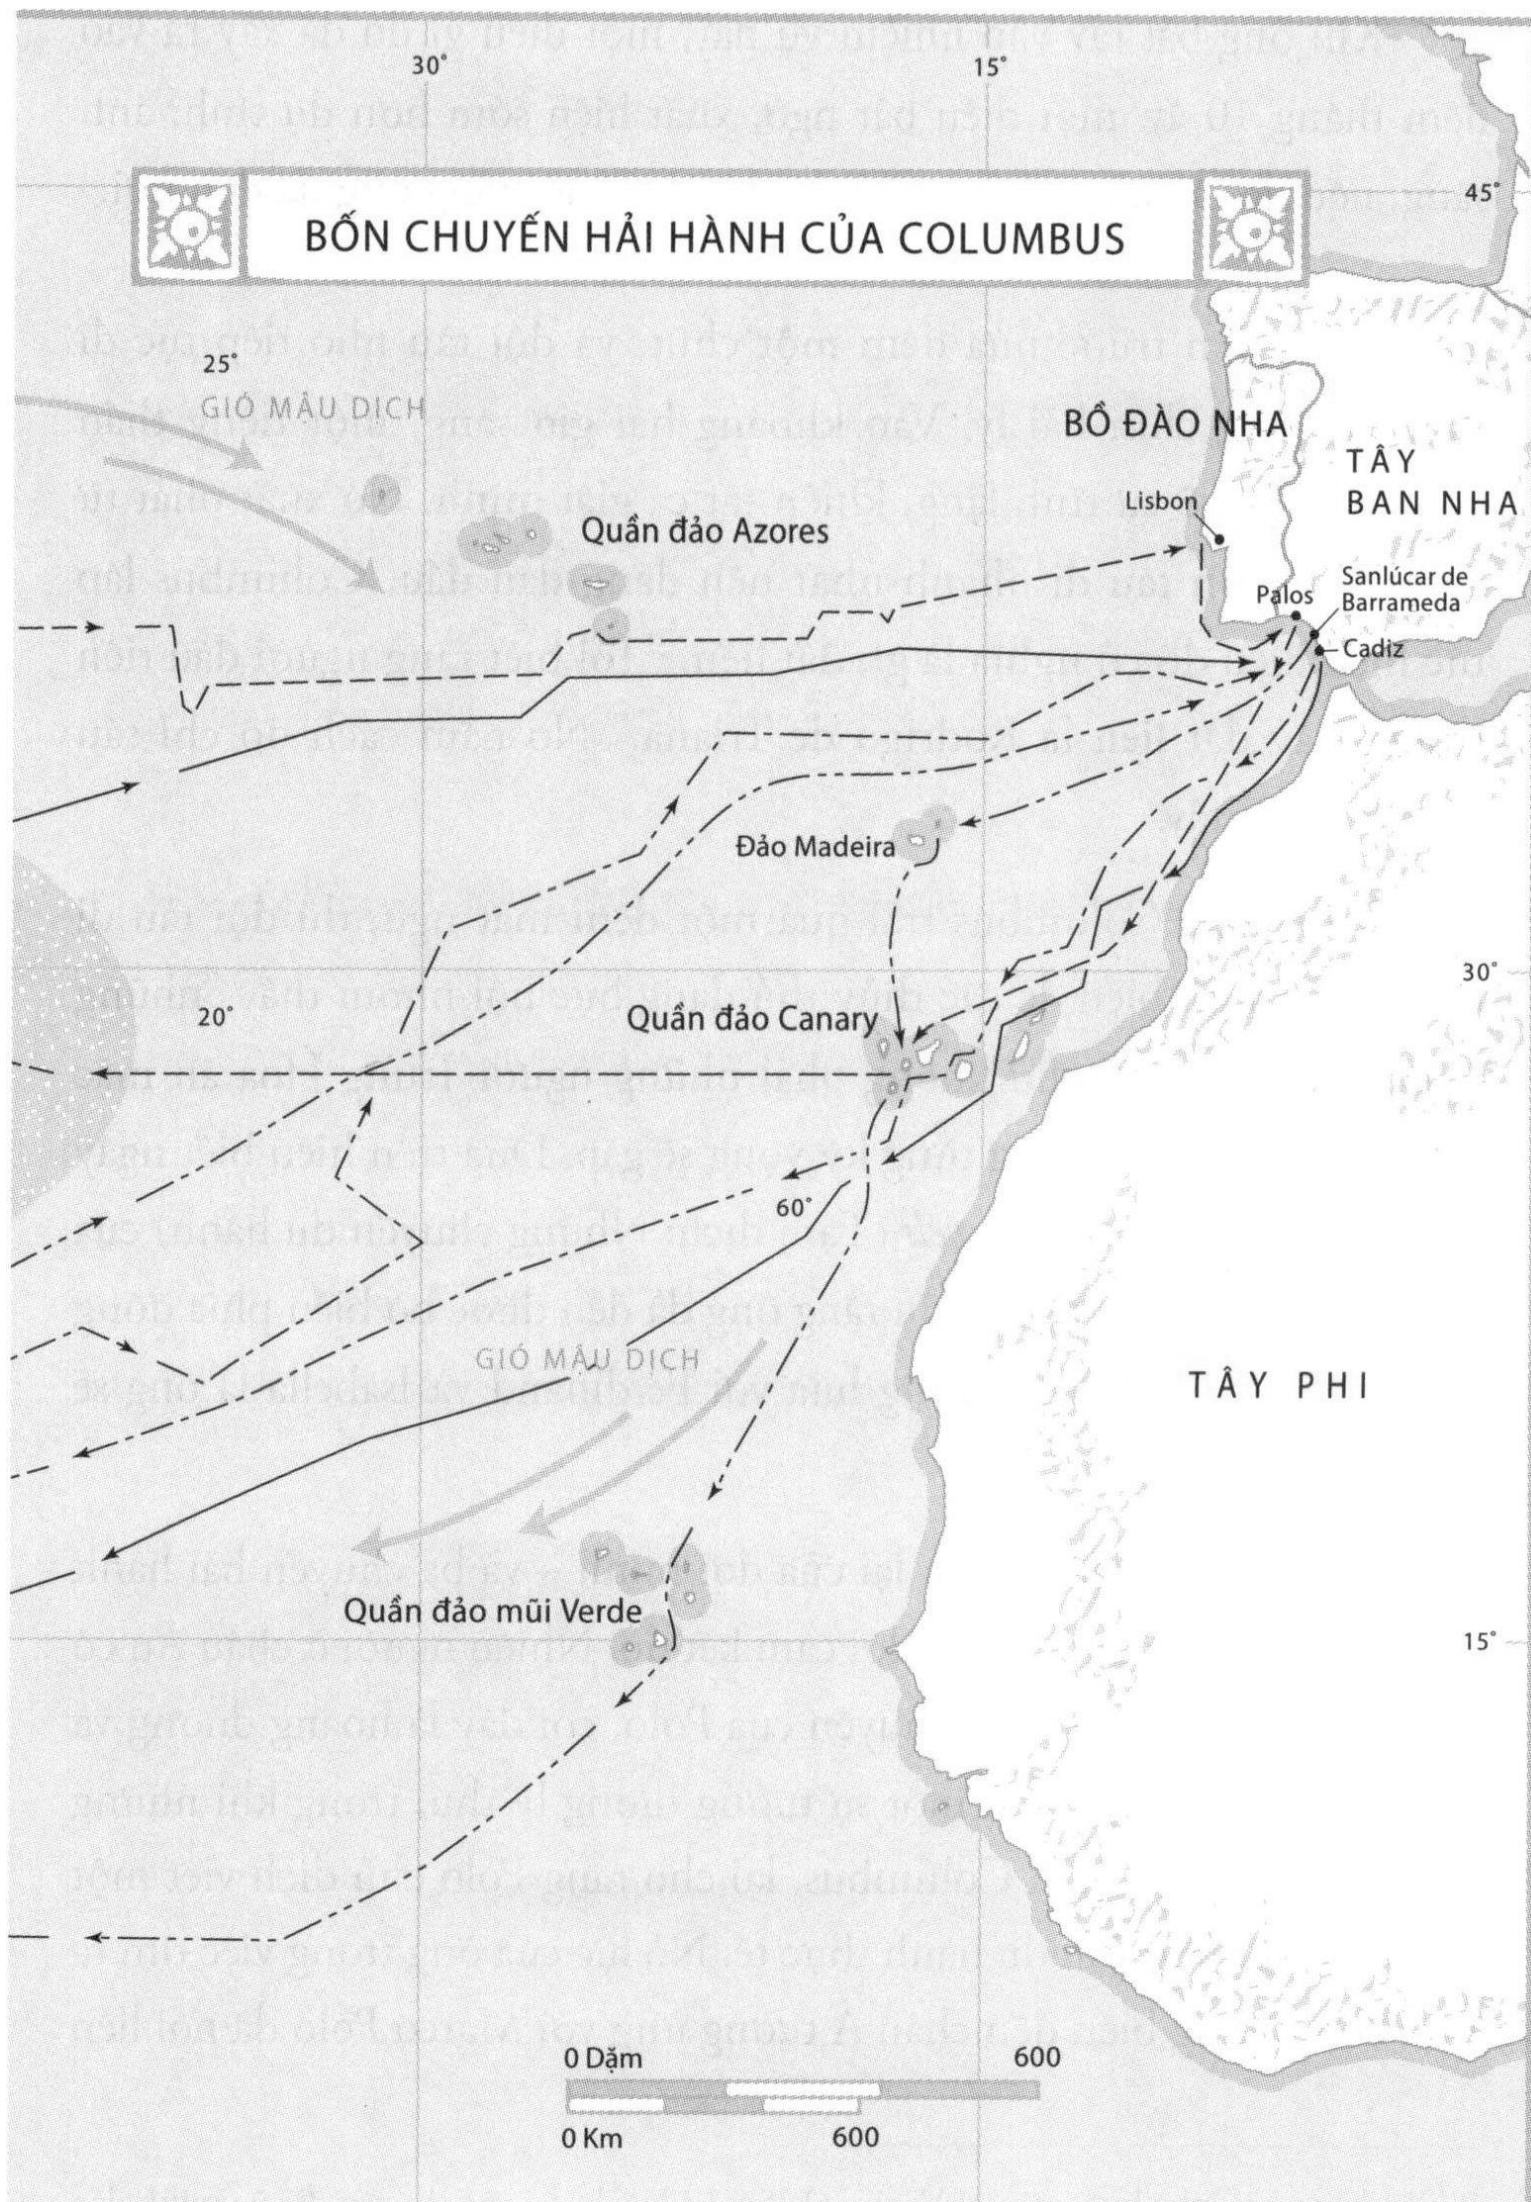 30°
15°
45°
BỐN CHUYẾN HẢI HÀNH CỦA COLUMBUS
25°
GIÓ MẬU DỊCH
BỒ ĐÀO NHA
TÂY
BAN NHA
Lisbon
Quần đảo Azores
Sanlúcar de
Barrameda
Palos
Cadiz
Đảo Madeira
30°
20°
Quần đảo Canary
60°
GIÓ MẬU DỊCH
TÂY PHI
Quần đảo mũi Verde
15°
0 Dặm
600
0 Km
600